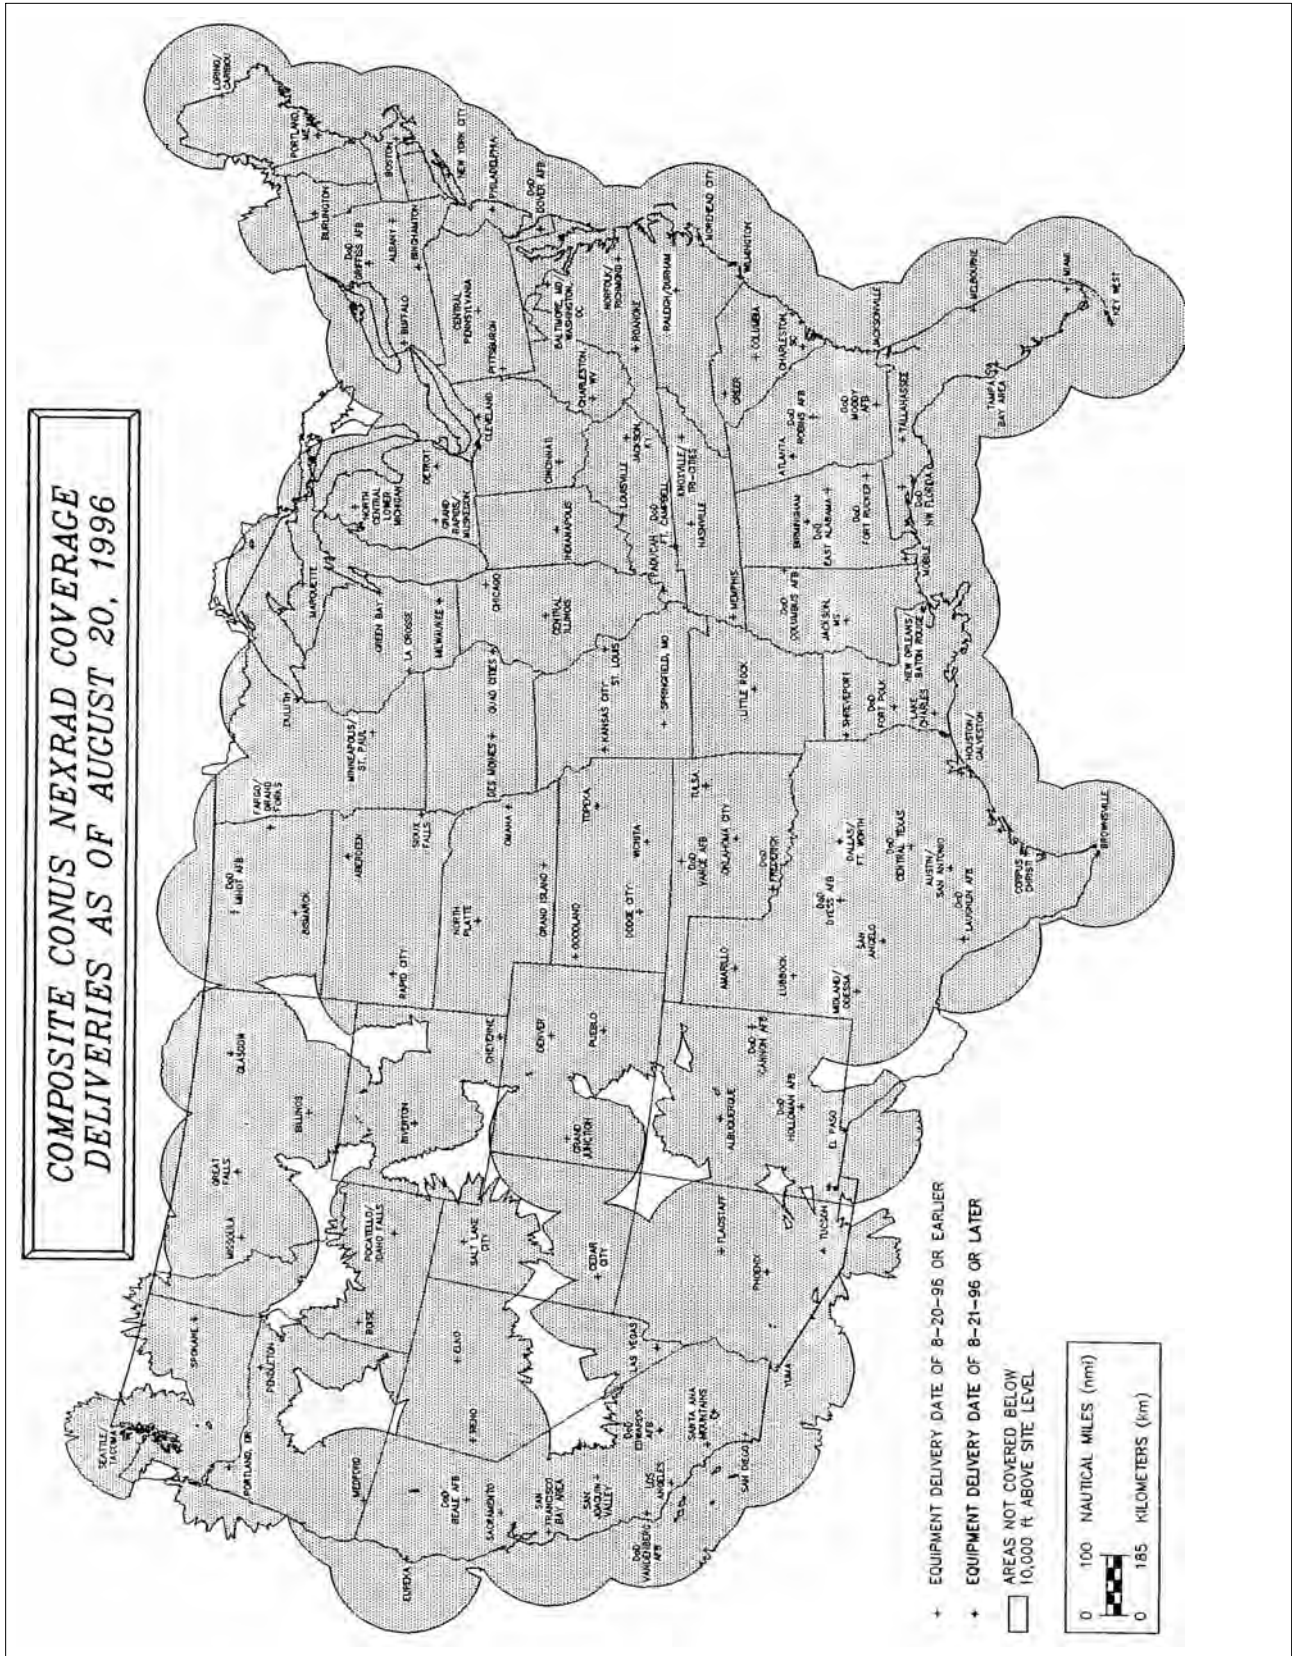 COMPOSITE CONUS NEXRAD COVERAGE
DELIVERIES AS OF AUGUST 20, 1996
SEATTLE/
TACOMA
SPOKANE
PORTLAND, OR
PENDLETON
MEDFORD
EUREKA
BOISE
POCATELLO/
IDAHO FALLS
MISSOULA
GREAT
FALLS
GLASGOW
BILLINGS
RIVERTON
CHEYENNE
DoD
MINOT AFB
BISMARCK
FARGO/
GRAND
FORKS
ABERDEEN
RAPID CITY
SIOUX
FALLS
NORTH
PLATTE
OMAHA
GRAND ISLAND
DULUTH
MINNEAPOLIS/
ST. PAUL
LA CROSSE
GREEN BAY
MILWAUKEE
MARQUETTE
NORTH
CENTRAL
LOWER
MICHIGAN
GRAND
RAPIDS/
MUSKEGON
DETROIT
DES MOINES
QUAD CITIES
CHICAGO
CENTRAL
ILLINOIS
INDIANAPOLIS
CINCINNATI
CLEVELAND
PITTSBURGH
CENTRAL
PENNSYLVANIA
BUFFALO
BINGHAMTON
ALBANY
DoD
GRIFFISS AFB
BURLINGTON
PORTLAND,
ME
LORING/
CARIBOU
BOSTON
NEW YORK CITY
PHILADELPHIA
DoD
DOVER AFB
BALTIMORE, MD/
WASHINGTON,
DC
NORFOLK/
RICHMOND
ROANOKE
CHARLESTON,
WV
JACKSON,
KY
LOUISVILLE
PADUCAH
DoD
FT. CAMPBELL
NASHVILLE
KNOXVILLE/
TRI-CITIES
MEMPHIS
RALEIGH/DURHAM
MOREHEAD CITY
WILMINGTON
GREER
COLUMBIA
CHARLESTON,
SC
ATLANTA
DoD
ROBINS AFB
DoD
MOODY
AFB
JACKSONVILLE
TALLAHASSEE
TAMPA
BAY AREA
MELBOURNE
MIAMI
KEY WEST
BIRMINGHAM
DoD
EAST ALABAMA
DoD
FORT RUCKER
DoD
NW FLORIDA
MOBILE
DoD
COLUMBUS AFB
JACKSON,
MS
NEW ORLEANS/
BATON ROUGE
LITTLE ROCK
SHREVEPORT
DoD
FORT POLK
LAKE
CHARLES
HOUSTON/
GALVESTON
ST. LOUIS
KANSAS CITY
SPRINGFIELD, MO
TOPEKA
WICHITA
GOODLAND
DODGE CITY
TULSA
DoD
VANCE AFB
OKLAHOMA CITY
DoD
FREDERICK
AMARILLO
LUBBOCK
MIDLAND/
ODESSA
DoD
DYESS AFB
DALLAS/
FT. WORTH
SAN
ANGELO
DoD
CENTRAL TEXAS
AUSTIN/
SAN ANTONIO
DoD
LAUGHLIN AFB
CORPUS
CHRISTI
BROWNSVILLE
DENVER
PUEBLO
GRAND
JUNCTION
DoD
CANNON AFB
ALBUQUERQUE
DoD
HOLLOMAN AFB
EL PASO
SALT LAKE
CITY
CEDAR
CITY
ELKO
RENO
LAS VEGAS
FLAGSTAFF
PHOENIX
TUCSON
YUMA
DoD
BEALE AFB
SACRAMENTO
SAN
FRANCISCO
BAY AREA
SAN
JOAQUIN
VALLEY
DoD
EDWARDS
AFB
SANTA ANA
MOUNTAINS
LOS
ANGELES
DoD
VANDENBERG
AFB
SAN DIEGO
+ EQUIPMENT DELIVERY DATE OF 8-20-96 OR EARLIER
+ EQUIPMENT DELIVERY DATE OF 8-21-96 OR LATER
AREAS NOT COVERED BELOW
10,000 ft ABOVE SITE LEVEL
0 100 NAUTICAL MILES (nmi)
0 185 KILOMETERS (km)